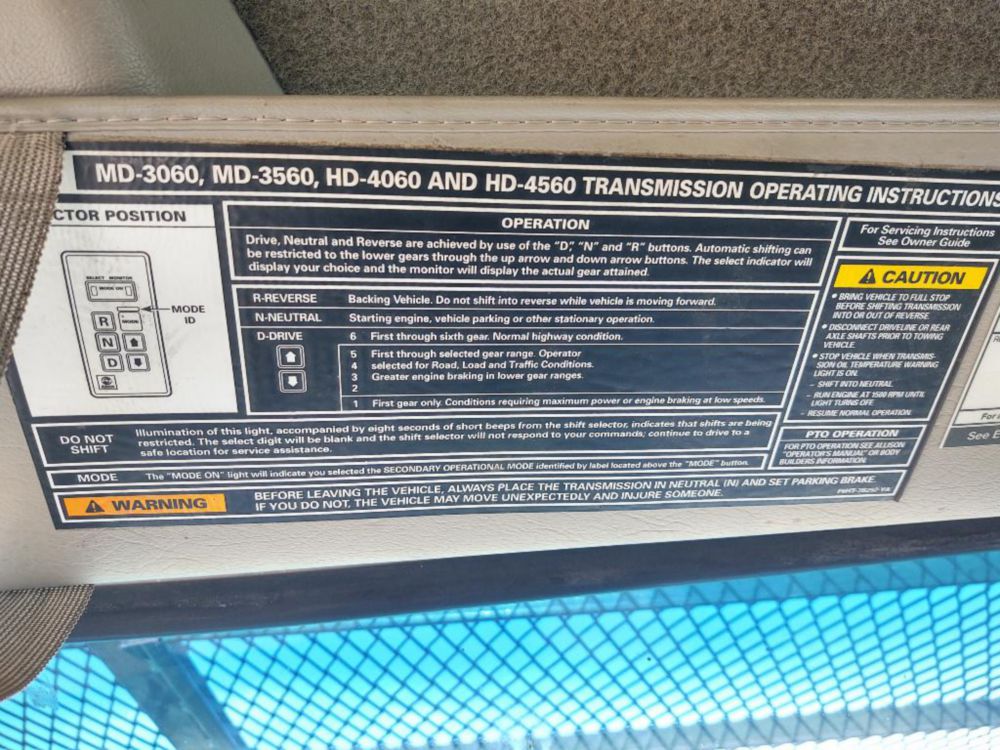 MD-3060, MD-3560, HD-4060 AND HD-4560 TRANSMISSION OPERATING INSTRUCTIONS
CTOR POSITION
SELECT MONITOR
MODE ON
R
MODE
N
D
MODE
ID
OPERATION
Drive, Neutral and Reverse are achieved by use of the "D", "N" and "R" buttons. Automatic shifting can
be restricted to the lower gears through the up arrow and down arrow buttons. The select indicator will
display your choice and the monitor will display the actual gear attained.
R-REVERSE Backing Vehicle. Do not shift into reverse while vehicle is moving forward.
N-NEUTRAL Starting engine, vehicle parking or other stationary operation.
D-DRIVE 6 First through sixth gear. Normal highway condition.
5 First through selected gear range. Operator
4 selected for Road, Load and Traffic Conditions.
3 Greater engine braking in lower gear ranges.
2
1 First gear only. Conditions requiring maximum power or engine braking at low speeds.
For Servicing Instructions
See Owner Guide
CAUTION
• BRING VEHICLE TO FULL STOP
BEFORE SHIFTING TRANSMISSION
INTO OR OUT OF REVERSE.
• DISCONNECT DRIVELINE OR REAR
AXLE SHAFTS PRIOR TO TOWING
VEHICLE.
• STOP VEHICLE WHEN TRANSMIS-
SION OIL TEMPERATURE WARNING
LIGHT IS ON.
– SHIFT INTO NEUTRAL.
– RUN ENGINE AT 1500 RPM UNTIL
LIGHT TURNS OFF.
– RESUME NORMAL OPERATION.
PTO OPERATION
FOR PTO OPERATION SEE ALLISON
"OPERATOR'S MANUAL" OR BODY
BUILDERS INFORMATION.
DO NOT
SHIFT
Illumination of this light, accompanied by eight seconds of short beeps from the shift selector, indicates that shifts are being
restricted. The select digit will be blank and the shift selector will not respond to your commands; continue to drive to a
safe location for service assistance.
MODE The "MODE ON" light will indicate you selected the SECONDARY OPERATIONAL MODE identified by label located above the "MODE" button.
WARNING
BEFORE LEAVING THE VEHICLE, ALWAYS PLACE THE TRANSMISSION IN NEUTRAL (N) AND SET PARKING BRAKE.
IF YOU DO NOT, THE VEHICLE MAY MOVE UNEXPECTEDLY AND INJURE SOMEONE.
For
See